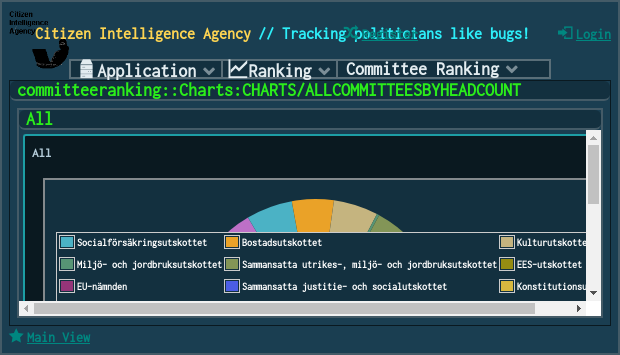 Citizen
Intelligence
Agency
Citizen Intelligence Agency // Tracking politicians like bugs!
Login
Application
Ranking
Committee Ranking
committeeranking::Charts:CHARTS/ALLCOMMITTEESBYHEADCOUNT
All
All
Socialförsäkringsutskottet
Bostadsutskottet
Kulturutskotte
Miljö- och jordbruksutskottet
Sammansatta utrikes-, miljö- och jordbruksutskottet
EES-utskottet
EU-nämnden
Sammansatta justitie- och socialutskottet
Konstitutionsu
Main View